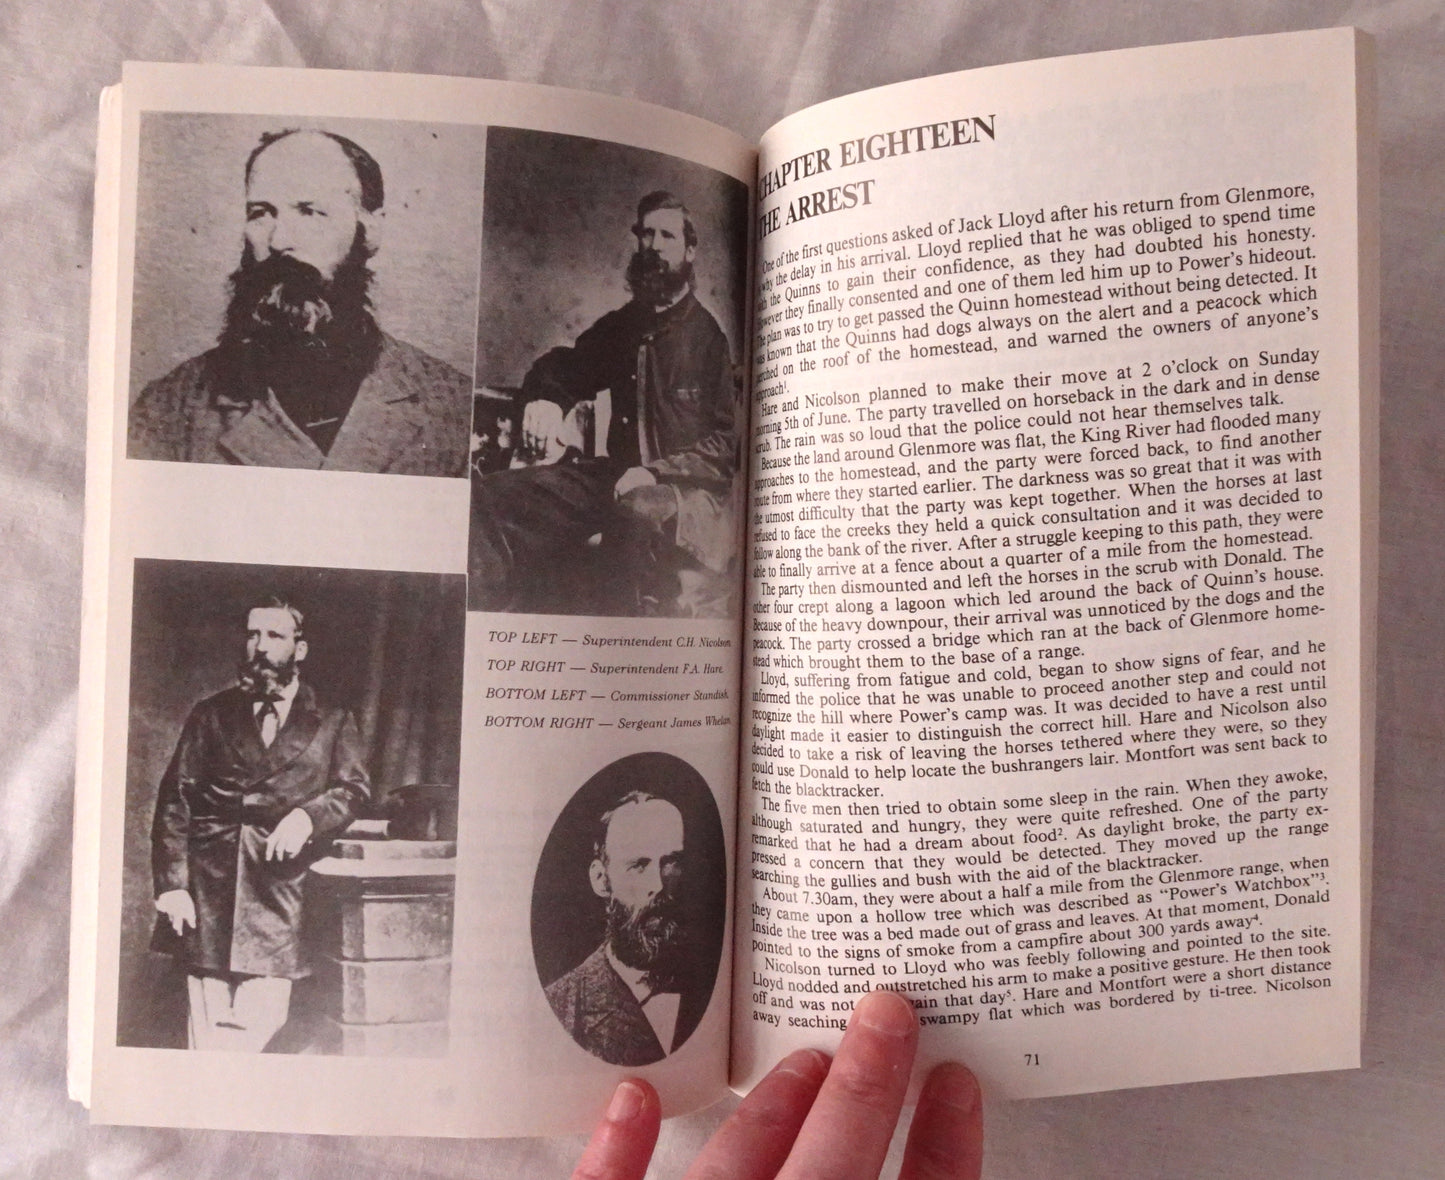 TOP LEFT — Superintendent C.H. Nicolson
TOP RIGHT — Superintendent F.A. Hare.
BOTTOM LEFT — Commissioner Standish.
BOTTOM RIGHT — Sergeant James Whelan
CHAPTER EIGHTEEN
THE ARREST
One of the first questions asked of Jack Lloyd after his return from Glenmore,
why the delay in his arrival. Lloyd replied that he was obliged to spend time
with the Quinns to gain their confidence, as they had doubted his honesty.
However they finally consented and one of them led him up to Power's hideout.
The plan was to try to get passed the Quinn homestead without being detected. It
was known that the Quinns had dogs always on the alert and a peacock which
perched on the roof of the homestead, and warned the owners of anyone's
approach¹.
Hare and Nicolson planned to make their move at 2 o'clock on Sunday
morning 5th of June. The party travelled on horseback in the dark and in dense
scrub. The rain was so loud that the police could not hear themselves talk.
Because the land around Glenmore was flat, the King River had flooded many
approaches to the homestead, and the party were forced back, to find another
route from where they started earlier. The darkness was so great that it was with
the utmost difficulty that the party was kept together. When the horses at last
refused to face the creeks they held a quick consultation and it was decided to
follow along the bank of the river. After a struggle keeping to this path, they were
able to finally arrive at a fence about a quarter of a mile from the homestead.
The party then dismounted and left the horses in the scrub with Donald. The
other four crept along a lagoon which led around the back of Quinn's house.
Because of the heavy downpour, their arrival was unnoticed by the dogs and the
peacock. The party crossed a bridge which ran at the back of Glenmore home-
stead which brought them to the base of a range.
Lloyd, suffering from fatigue and cold, began to show signs of fear, and he
informed the police that he was unable to proceed another step and could not
recognize the hill where Power's camp was. It was decided to have a rest until
daylight made it easier to distinguish the correct hill. Hare and Nicolson also
decided to take a risk of leaving the horses tethered where they were, so they
could use Donald to help locate the bushrangers lair. Montfort was sent back to
fetch the blacktracker.
The five men then tried to obtain some sleep in the rain. When they awoke,
although saturated and hungry, they were quite refreshed. One of the party
remarked that he had a dream about food². As daylight broke, the party ex-
pressed a concern that they would be detected. They moved up the range
searching the gullies and bush with the aid of the blacktracker.
About 7.30am, they were about a half a mile from the Glenmore range, when
they came upon a hollow tree which was described as "Power's Watchbox"³.
Inside the tree was a bed made out of grass and leaves. At that moment, Donald
pointed to the signs of smoke from a campfire about 300 yards away⁴.
Nicolson turned to Lloyd who was feebly following and pointed to the site.
Lloyd nodded and outstretched his arm to make a positive gesture. He then took
off and was not that day⁵. Hare and Montfort were a short distance
away seaching swampy flat which was bordered by ti-tree. Nicolson
71